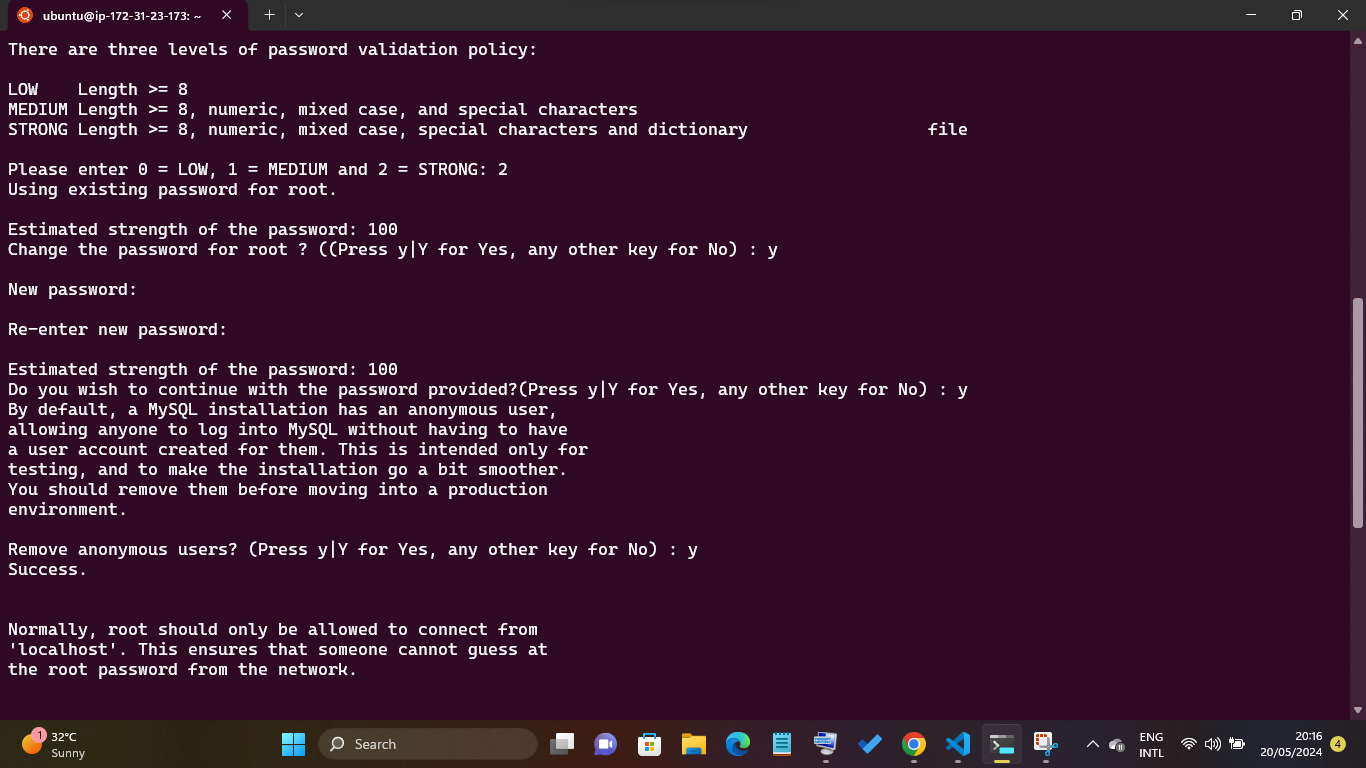 ubuntu@ip-172-31-23-173: ~
There are three levels of password validation policy:
LOW    Length >= 8
MEDIUM Length >= 8, numeric, mixed case, and special characters
STRONG Length >= 8, numeric, mixed case, special characters and dictionary                  file
Please enter 0 = LOW, 1 = MEDIUM and 2 = STRONG: 2
Using existing password for root.
Estimated strength of the password: 100
Change the password for root ? ((Press y|Y for Yes, any other key for No) : y
New password:
Re-enter new password:
Estimated strength of the password: 100
Do you wish to continue with the password provided?(Press y|Y for Yes, any other key for No) : y
By default, a MySQL installation has an anonymous user,
allowing anyone to log into MySQL without having to have
a user account created for them. This is intended only for
testing, and to make the installation go a bit smoother.
You should remove them before moving into a production
environment.
Remove anonymous users? (Press y|Y for Yes, any other key for No) : y
Success.
Normally, root should only be allowed to connect from
'localhost'. This ensures that someone cannot guess at
the root password from the network.
1
32°C
Sunny
Search
ENG
INTL
20:16
20/05/2024
4